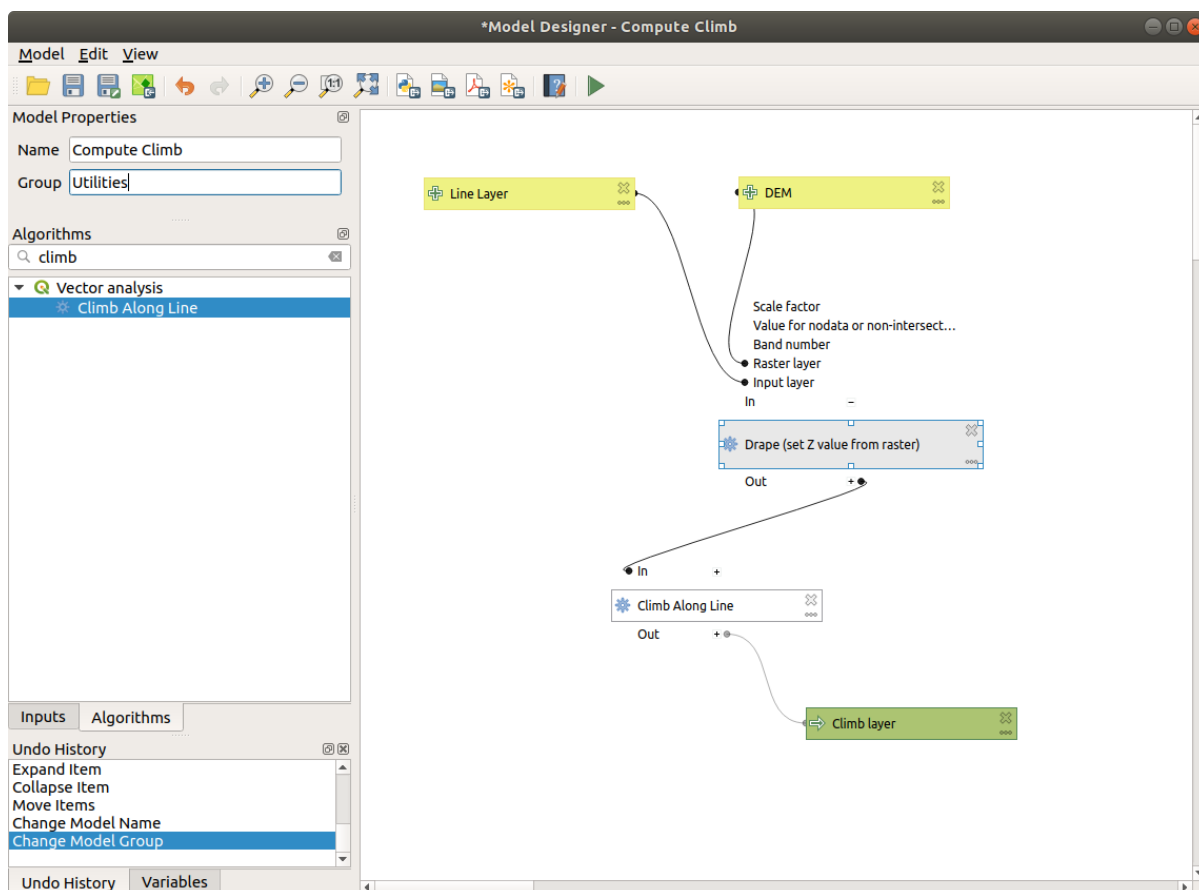 *Model Designer - Compute Climb
Model Edit View
1:1
Model Properties
Name Compute Climb
Group Utilities
Algorithms
climb
Vector analysis
Climb Along Line
Inputs Algorithms
Undo History
Expand Item
Collapse Item
Move Items
Change Model Name
Change Model Group
Undo History Variables
Line Layer
DEM
Scale factor
Value for nodata or non-intersect...
Band number
Raster layer
Input layer
In -
Drape (set Z value from raster)
Out +
In +
Climb Along Line
Out +
Climb layer